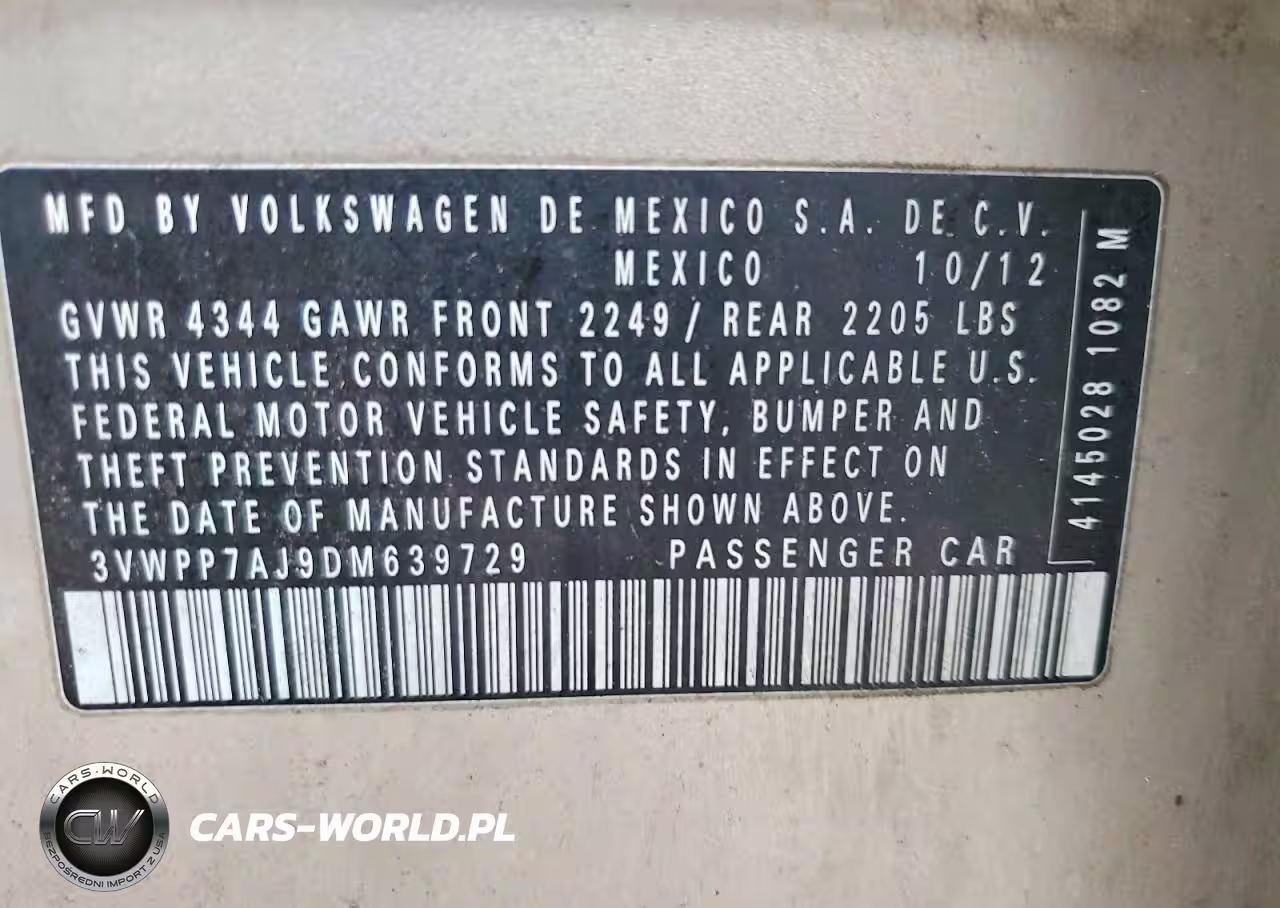 MFD BY VOLKSWAGEN DE MEXICO S.A. DE C.V.
MEXICO 10/12
GVWR 4344 GAWR FRONT 2249 / REAR 2205 LBS
THIS VEHICLE CONFORMS TO ALL APPLICABLE U.S.
FEDERAL MOTOR VEHICLE SAFETY, BUMPER AND
THEFT PREVENTION STANDARDS IN EFFECT ON
THE DATE OF MANUFACTURE SHOWN ABOVE.
3VWPP7AJ9DM639729 PASSENGER CAR
4145028 1082 M
CARS-WORLD
CW
BEZPOŚREDNI IMPORT Z USA
CARS-WORLD.PL